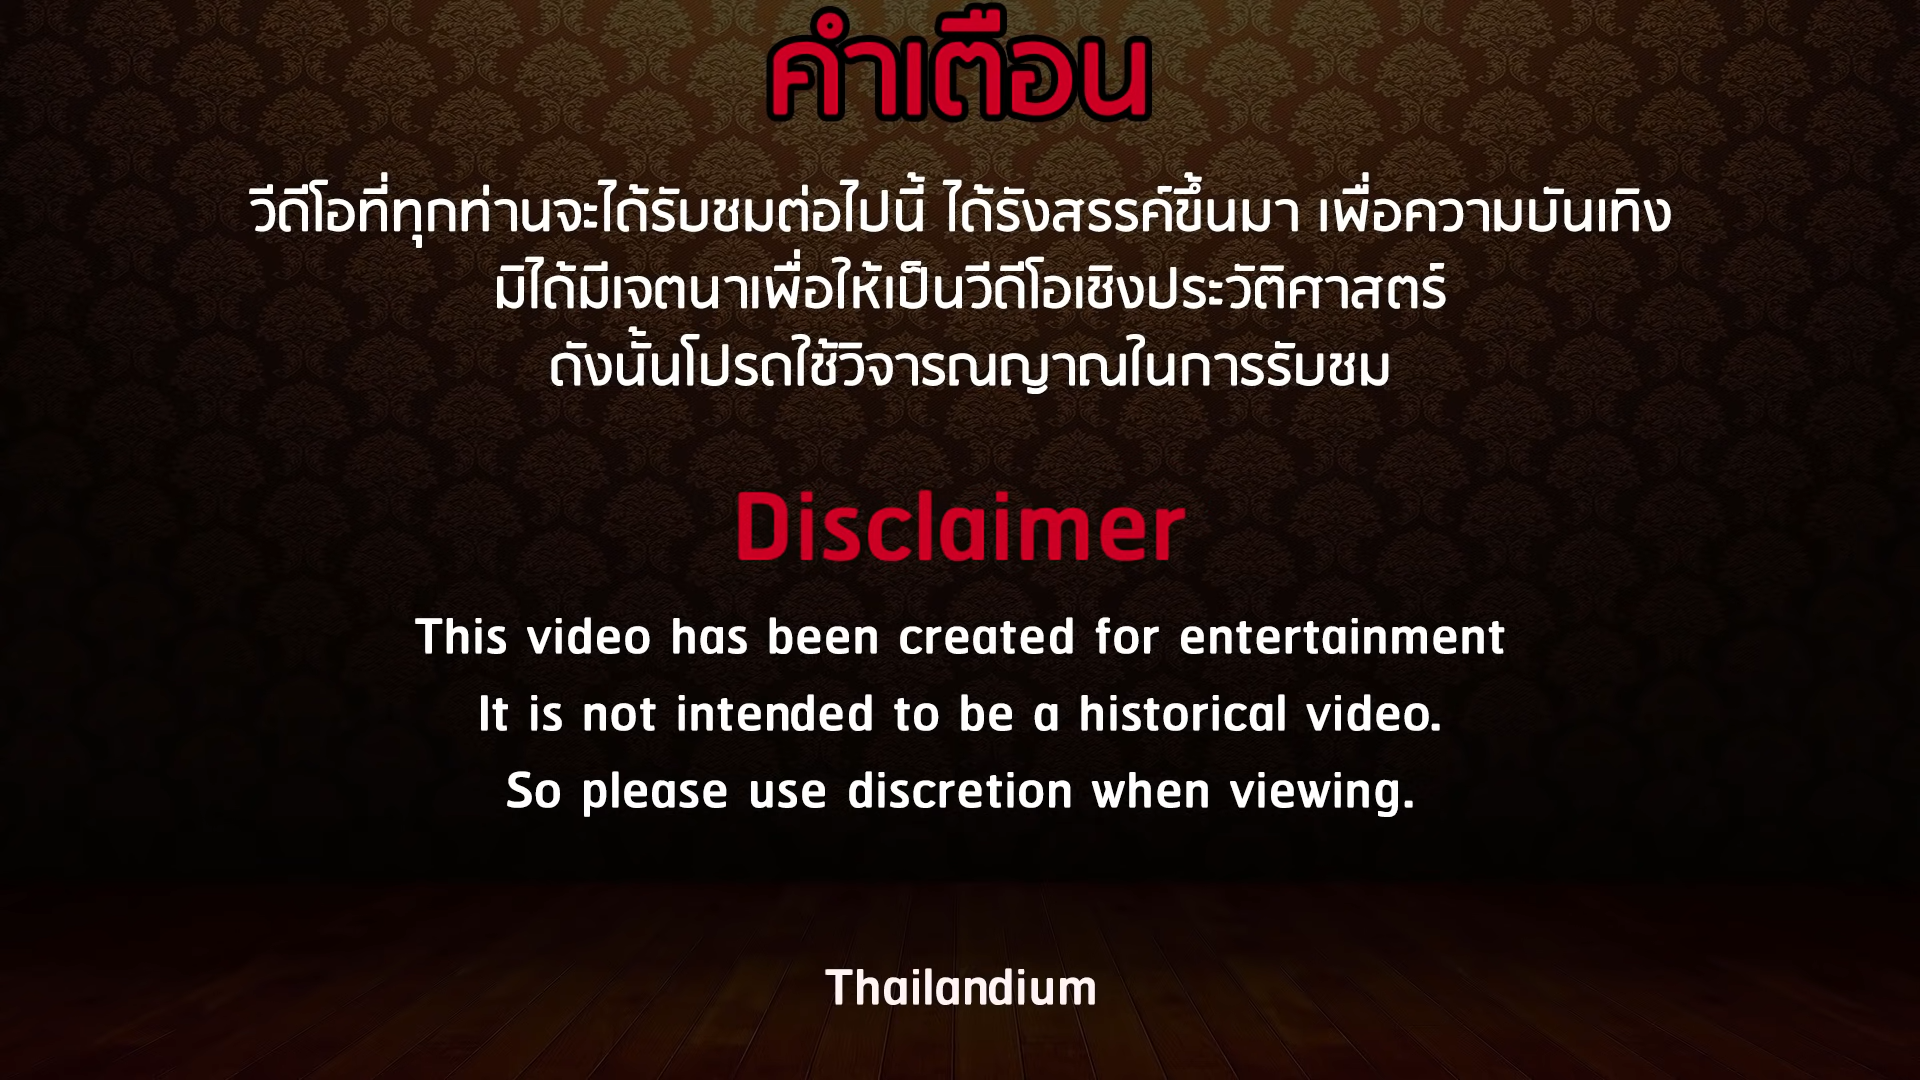 คำเตือน
วีดีโอที่ทุกท่านจะได้รับชมต่อไปนี้ ได้รังสรรค์ขึ้นมา เพื่อความบันเทิง
มิได้มีเจตนาเพื่อให้เป็นวีดีโอเชิงประวัติศาสตร์
ดังนั้นโปรดใช้วิจารณญาณในการรับชม
Disclaimer
This video has been created for entertainment
It is not intended to be a historical video.
So please use discretion when viewing.
Thailandium